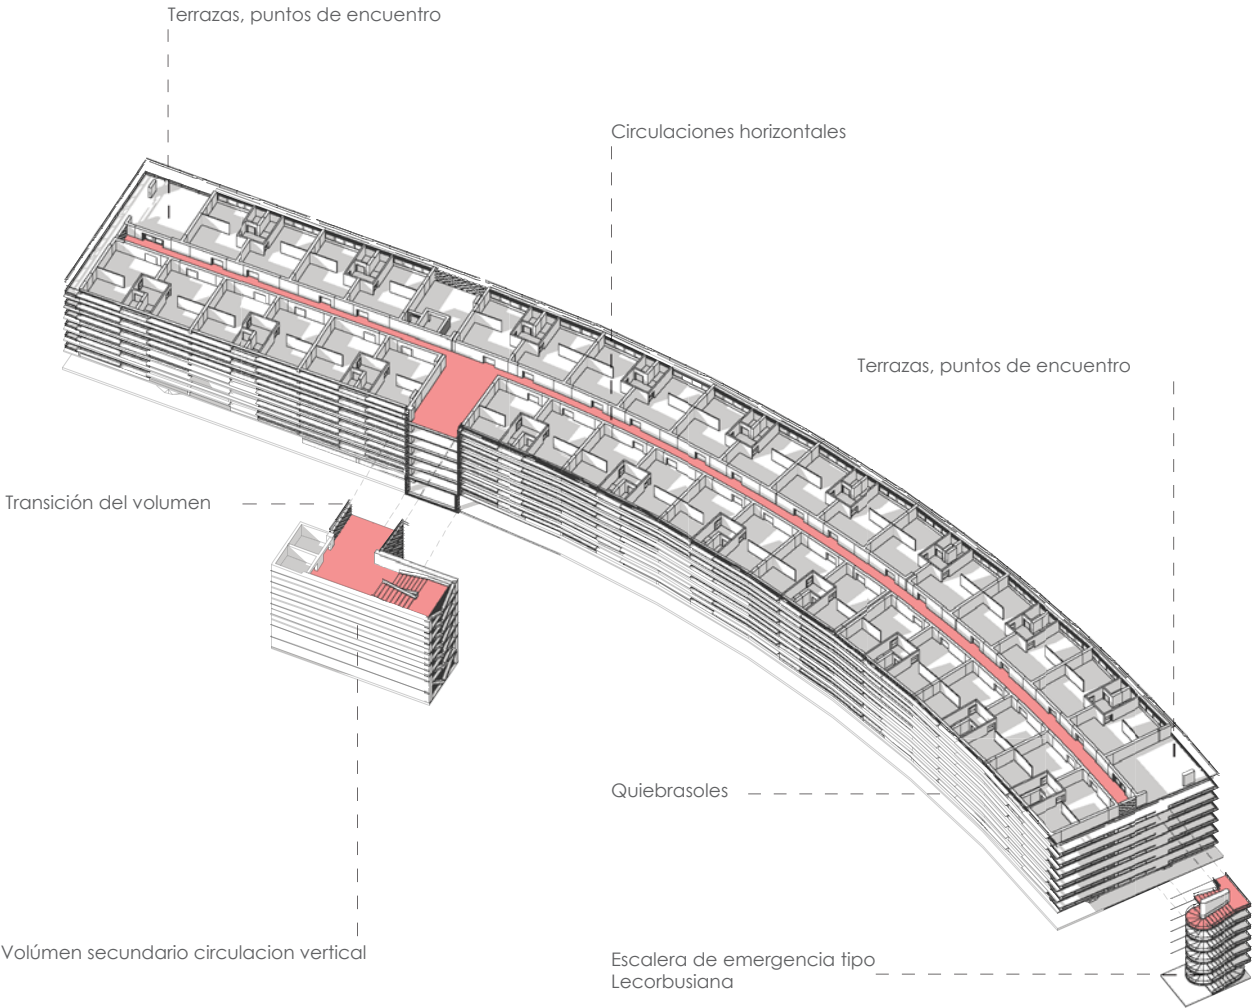 Terrazas, puntos de encuentro
Circulaciones horizontales
Terrazas, puntos de encuentro
Transición del volumen
Quiebrasoles
Volúmen secundario circulacion vertical
Escalera de emergencia tipo
Lecorbusiana